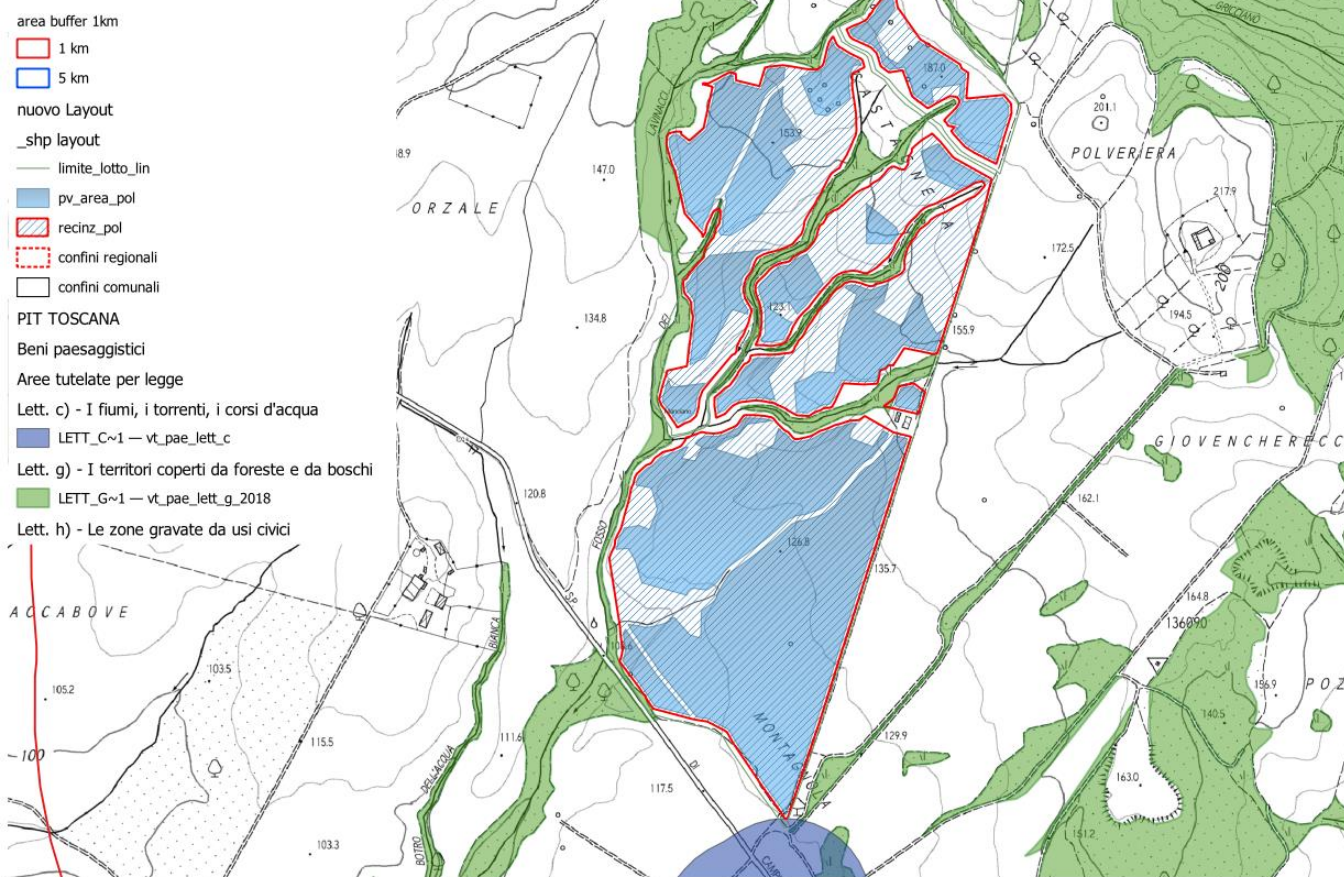 area buffer 1km
1 km
5 km
nuovo Layout
_shp layout
limite_lotto_lin
pv_area_pol
recinz_pol
confini regionali
confini comunali
PIT TOSCANA
Beni paesaggistici
Aree tutelate per legge
Lett. c) - I fiumi, i torrenti, i corsi d'acqua
LETT_C~1 — vt_pae_lett_c
Lett. g) - I territori coperti da foreste e da boschi
LETT_G~1 — vt_pae_lett_g_2018
Lett. h) - Le zone gravate da usi civici
GRICCIANO
187.0
201.1
LAVINACCI
CASTAGNETA
153.9
POLVERIERA
147.0
217.9
ORZALE
172.5
200
DEI
134.8
123.1
155.9
194.5
GIOVENCHERECC
120.8
162.1
FOSSO
126.8
135.7
S.P.
164.8
ACCABOVE
136090
BIANCA
103.5
105.2
156.9
POZ
140.5
MONTAGNOLA
100
115.5
111.6
129.9
DELL'ACQUA
DI
163.0
117.5
151.2
103.3
BOTRO